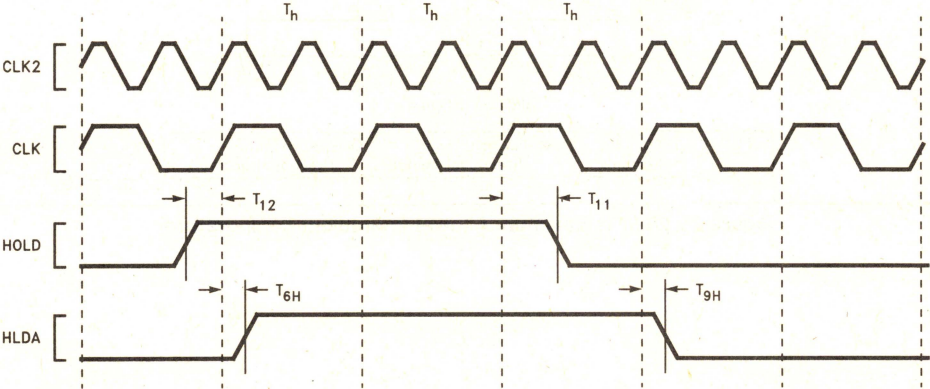 Th Th Th
CLK2
CLK
T12 T11
HOLD
T6H T9H
HLDA